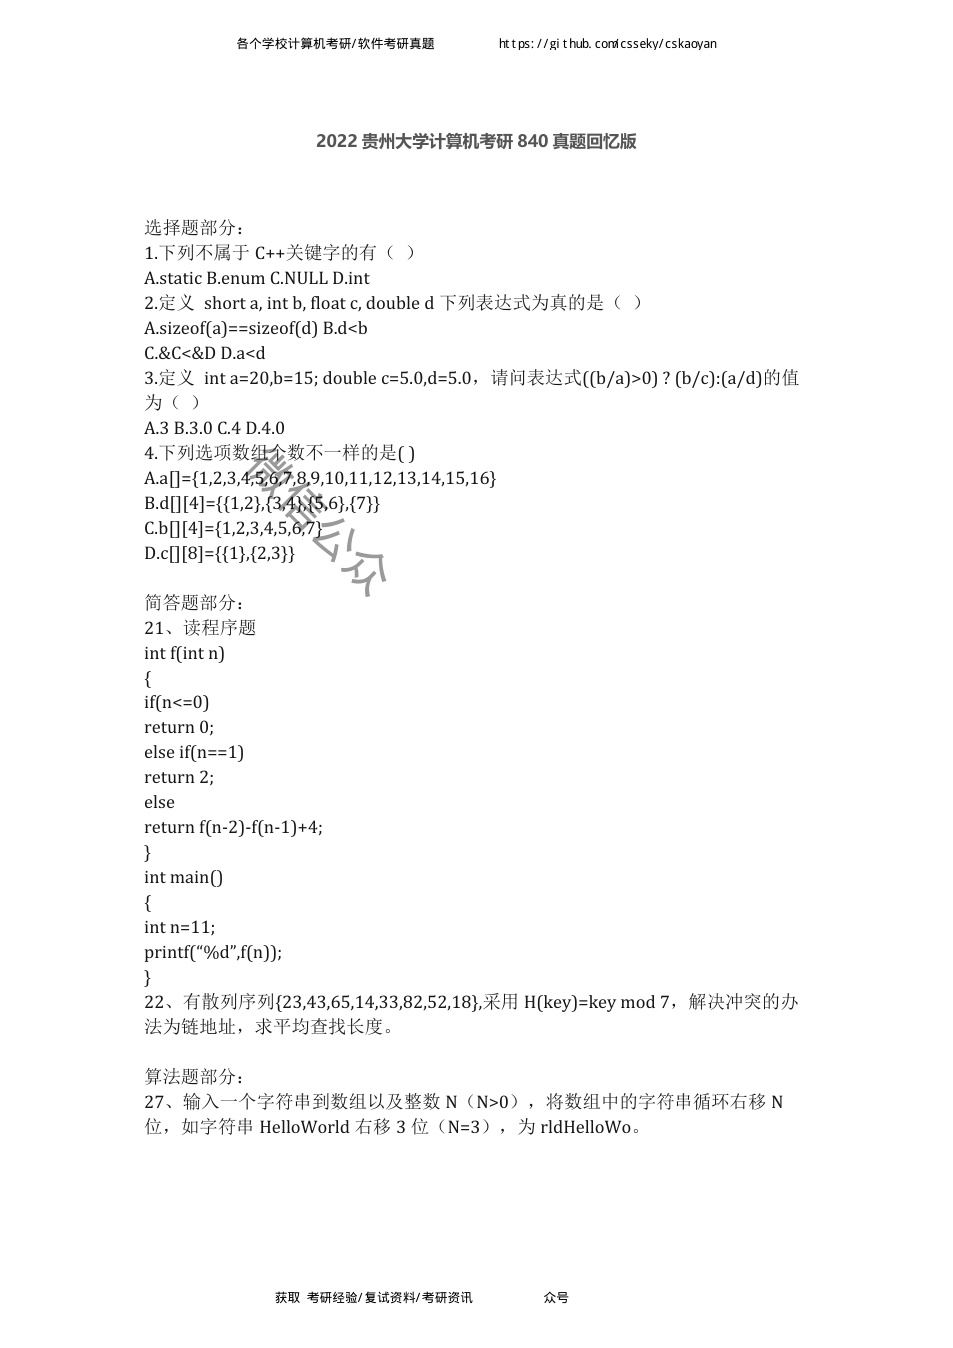 各个学校计算机考研/软件考研真题 https://github.com/csseky/cskaoyan
2022 贵州大学计算机考研 840 真题回忆版
选择题部分：
1.下列不属于 C++关键字的有（ ）
A.static B.enum C.NULL D.int
2.定义 short a, int b, float c, double d 下列表达式为真的是（ ）
A.sizeof(a)==sizeof(d) B.d<b
C.&C<&D D.a<d
3.定义 int a=20,b=15; double c=5.0,d=5.0，请问表达式((b/a)>0) ? (b/c):(a/d)的值
为（ ）
A.3 B.3.0 C.4 D.4.0
4.下列选项数组个数不一样的是( )
A.a[]={1,2,3,4,5,6,7,8,9,10,11,12,13,14,15,16}
B.d[][4]={{1,2},{3,4},{5,6},{7}}
C.b[][4]={1,2,3,4,5,6,7}
D.c[][8]={{1},{2,3}}
微信公众
简答题部分：
21、读程序题
int f(int n)
{
if(n<=0)
return 0;
else if(n==1)
return 2;
else
return f(n-2)-f(n-1)+4;
}
int main()
{
int n=11;
printf(“%d”,f(n));
}
22、有散列序列{23,43,65,14,33,82,52,18},采用 H(key)=key mod 7，解决冲突的办
法为链地址，求平均查找长度。
算法题部分：
27、输入一个字符串到数组以及整数 N（N>0），将数组中的字符串循环右移 N
位，如字符串 HelloWorld 右移 3 位（N=3），为 rldHelloWo。
获取 考研经验/复试资料/考研资讯 众号